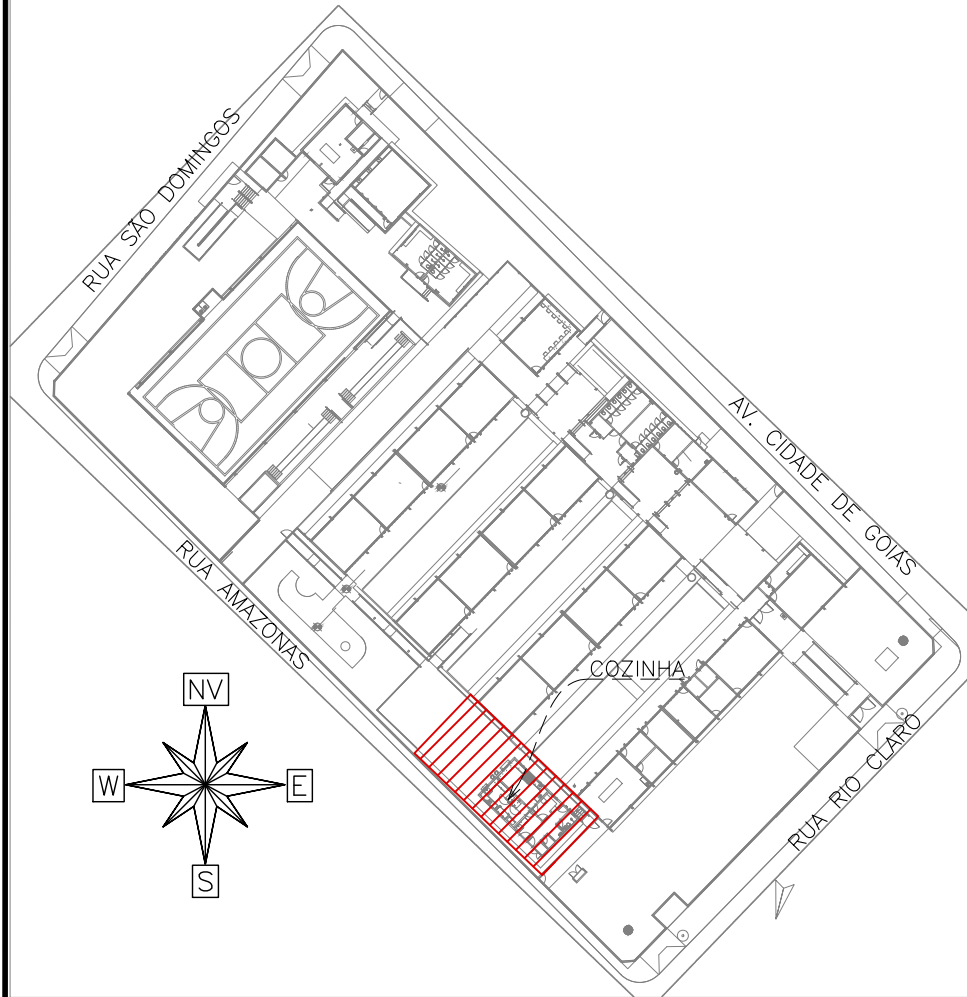 RUA SÃO DOMINGOS
AV. CIDADE DE GOIÁS
RUA AMAZONAS
COZINHA
NV
W
E
S
RUA RIO CLARO